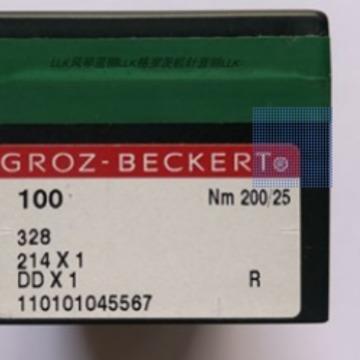 GROZ-BECKERT®
100 Nm 200/25
328
214 X 1
DD X 1 R
110101045567